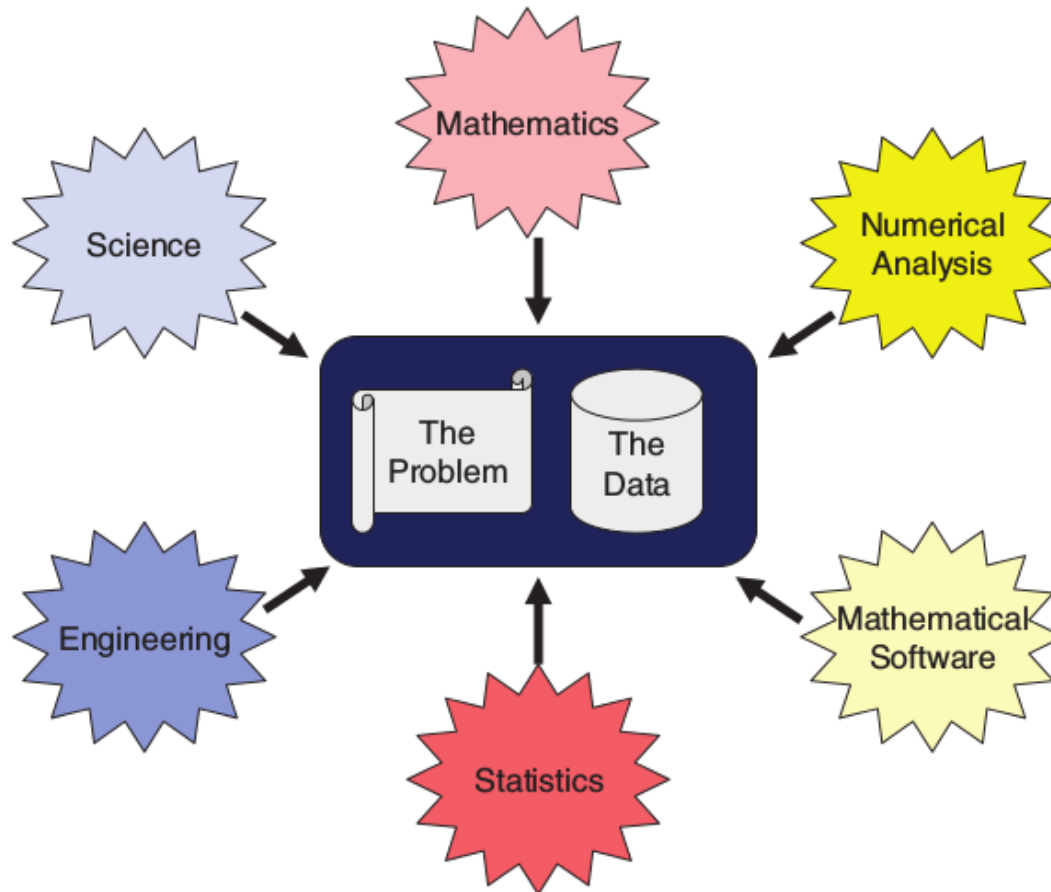 Mathematics
Science
Numerical
Analysis
The
Problem
The
Data
Engineering
Mathematical
Software
Statistics